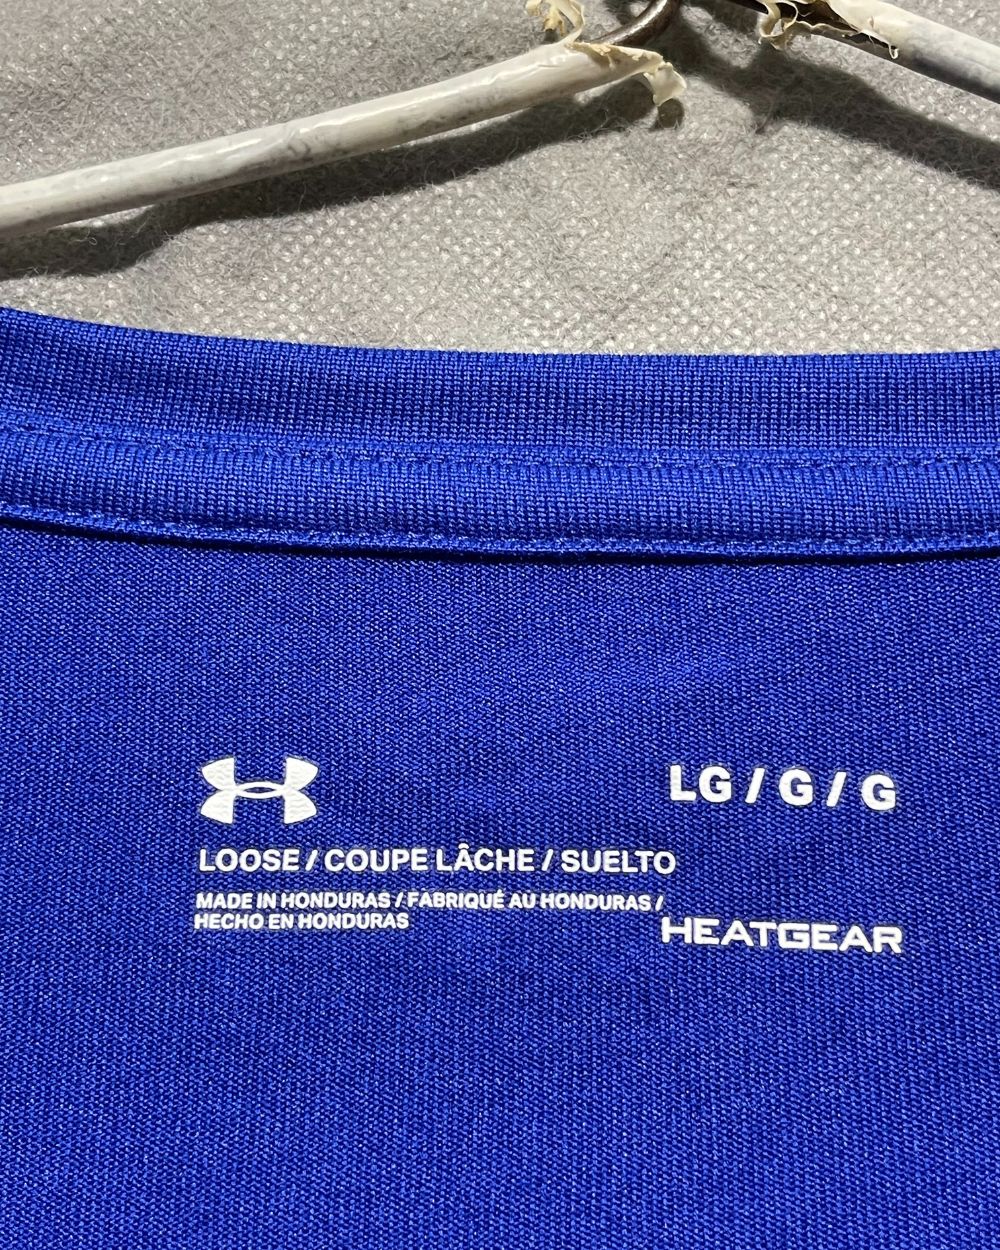 LG / G / G
LOOSE / COUPE LÂCHE / SUELTO
MADE IN HONDURAS / FABRIQUÉ AU HONDURAS /
HECHO EN HONDURAS
HEATGEAR